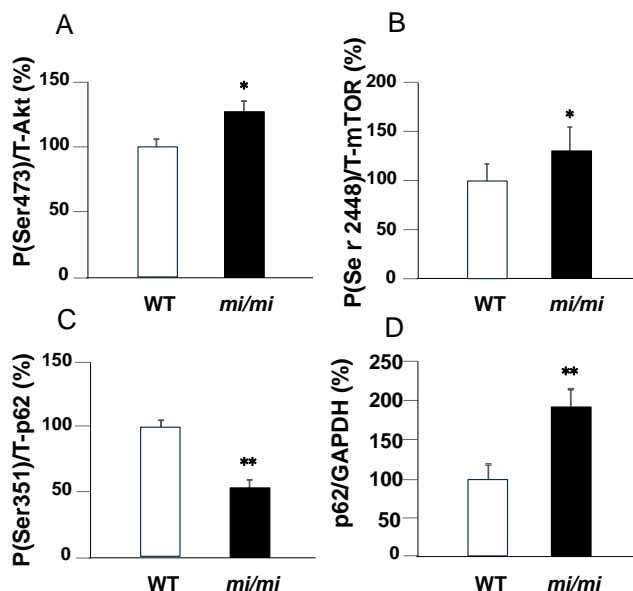 A
P(Ser473)/T-Akt (%)
150
100
50
0
*
WT mi/mi
B
P(Se r 2448)/T-mTOR (%)
200
150
100
50
0
*
WT mi/mi
C
P(Ser351)/T-p62 (%)
150
100
50
0
**
WT mi/mi
D
p62/GAPDH (%)
250
200
150
100
50
0
**
WT mi/mi